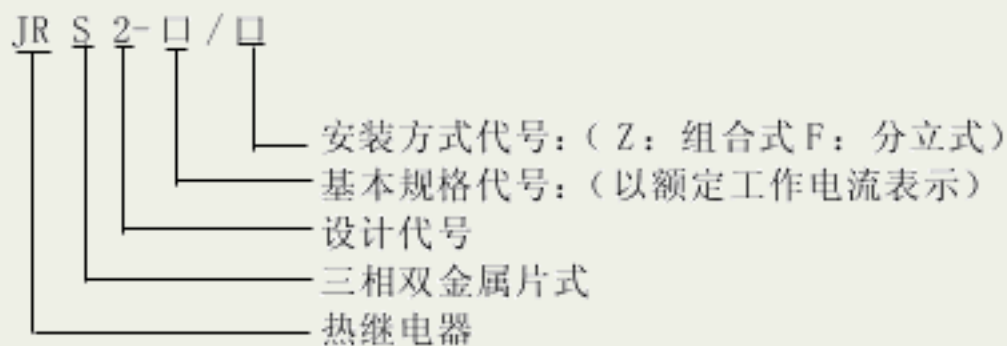 JR S 2-口/口
安装方式代号:(Z:组合式F:分立式)
基本规格代号:(以额定工作电流表示)
设计代号
三相双金属片式
热继电器